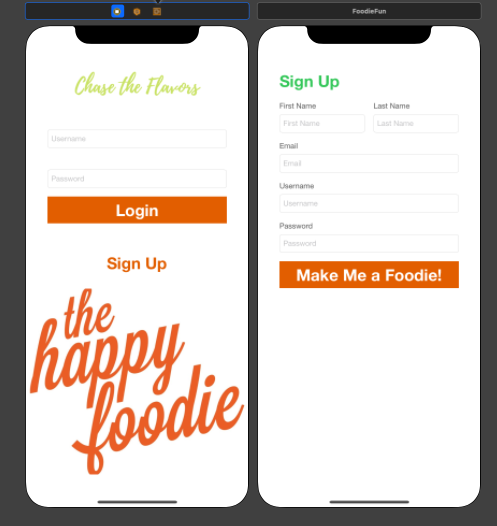 FoodieFun
Chase the Flavors
Username
Password
Login
Sign Up
the
happy
foodie
Sign Up
First Name Last Name
First Name Last Name
Email
Email
Username
Username
Password
Password
Make Me a Foodie!